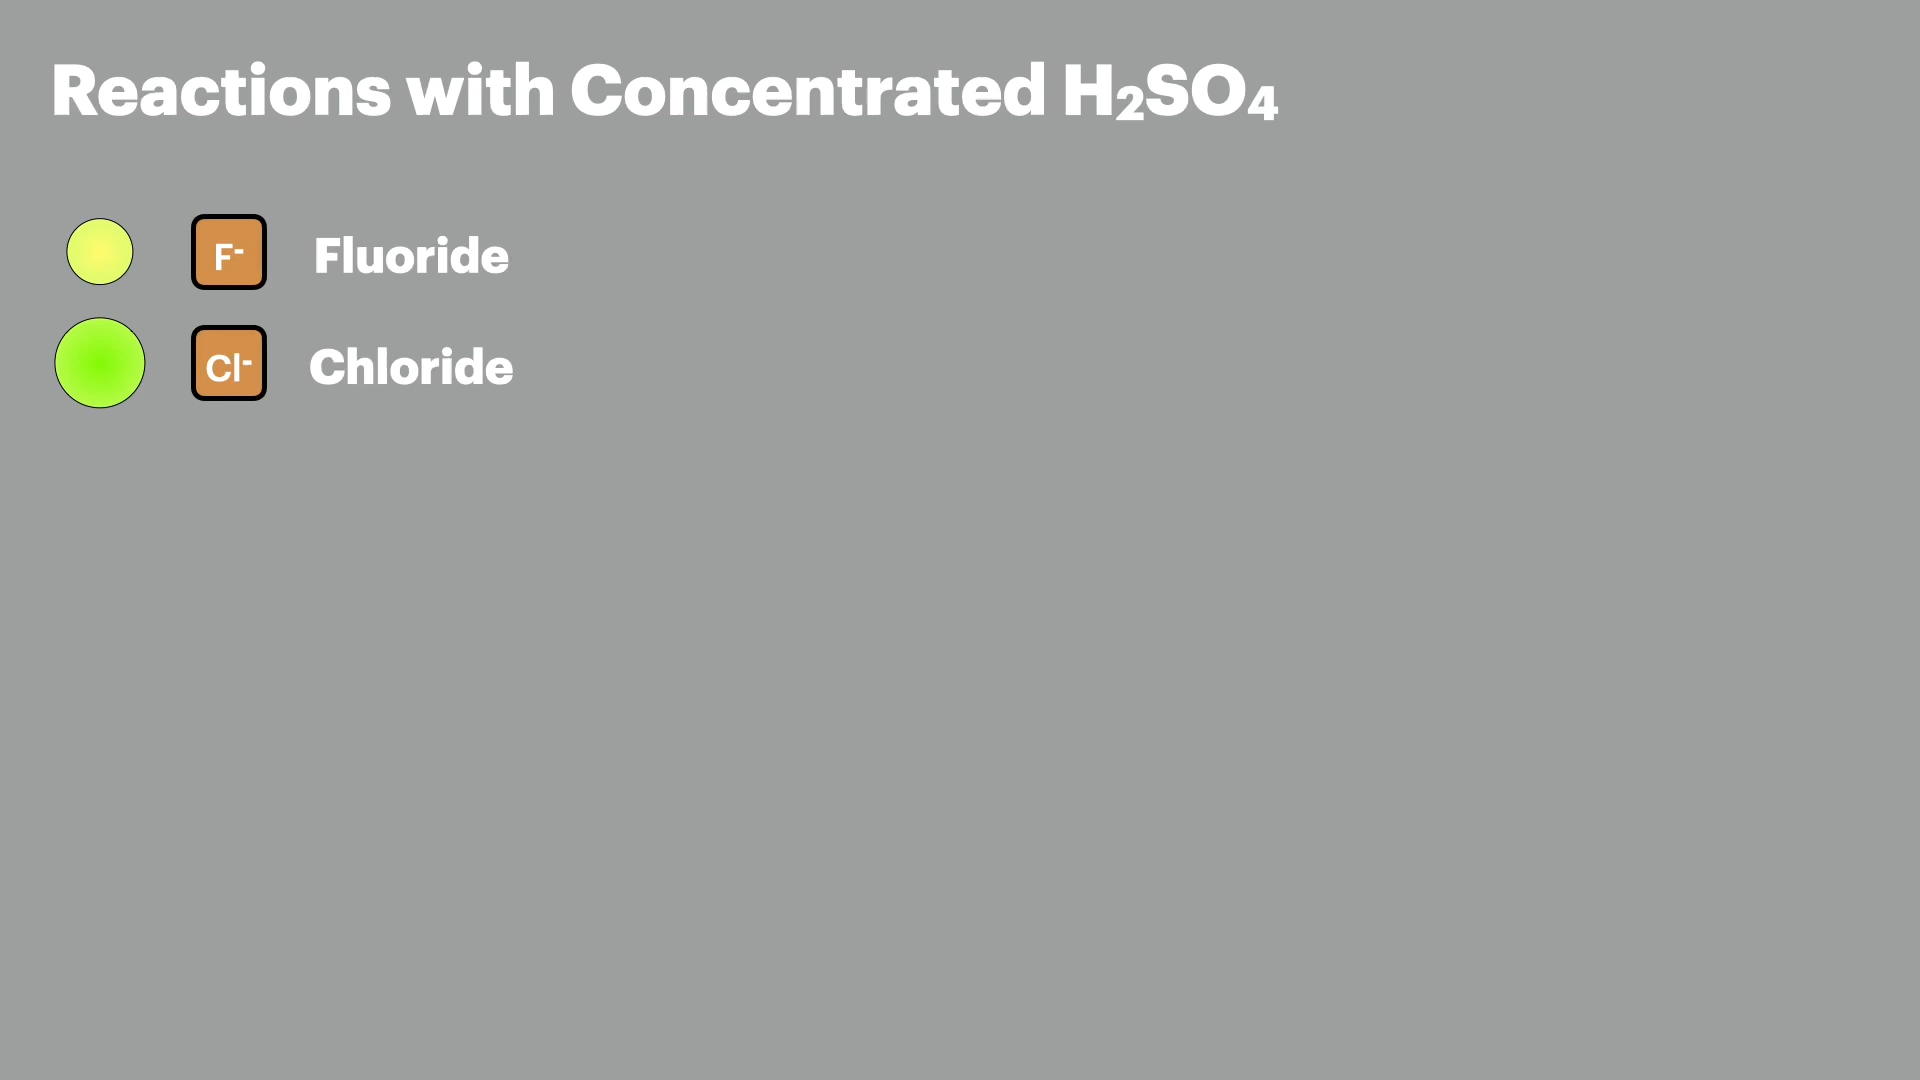 Reactions with Concentrated H₂SO₄
F⁻ Fluoride
Cl⁻ Chloride